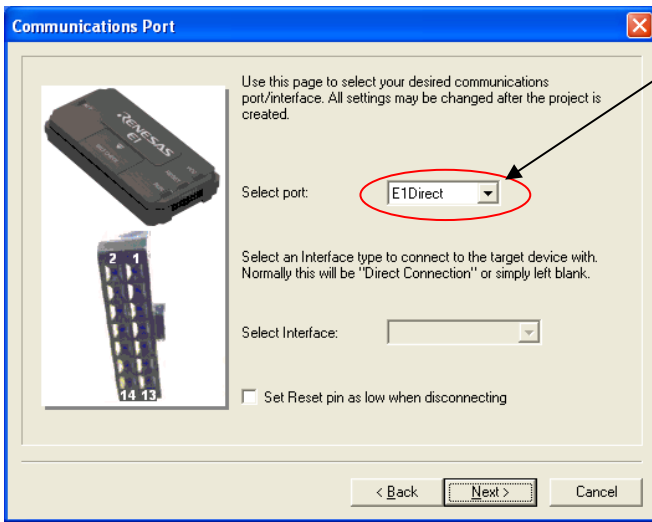 Communications Port
Use this page to select your desired communications
port/interface. All settings may be changed after the project is
created.
RENESAS
E1
Select port:
E1Direct
Select an Interface type to connect to the target device with.
Normally this will be "Direct Connection" or simply left blank.
2 1
Select Interface:
14 13
Set Reset pin as low when disconnecting
< Back
Next >
Cancel